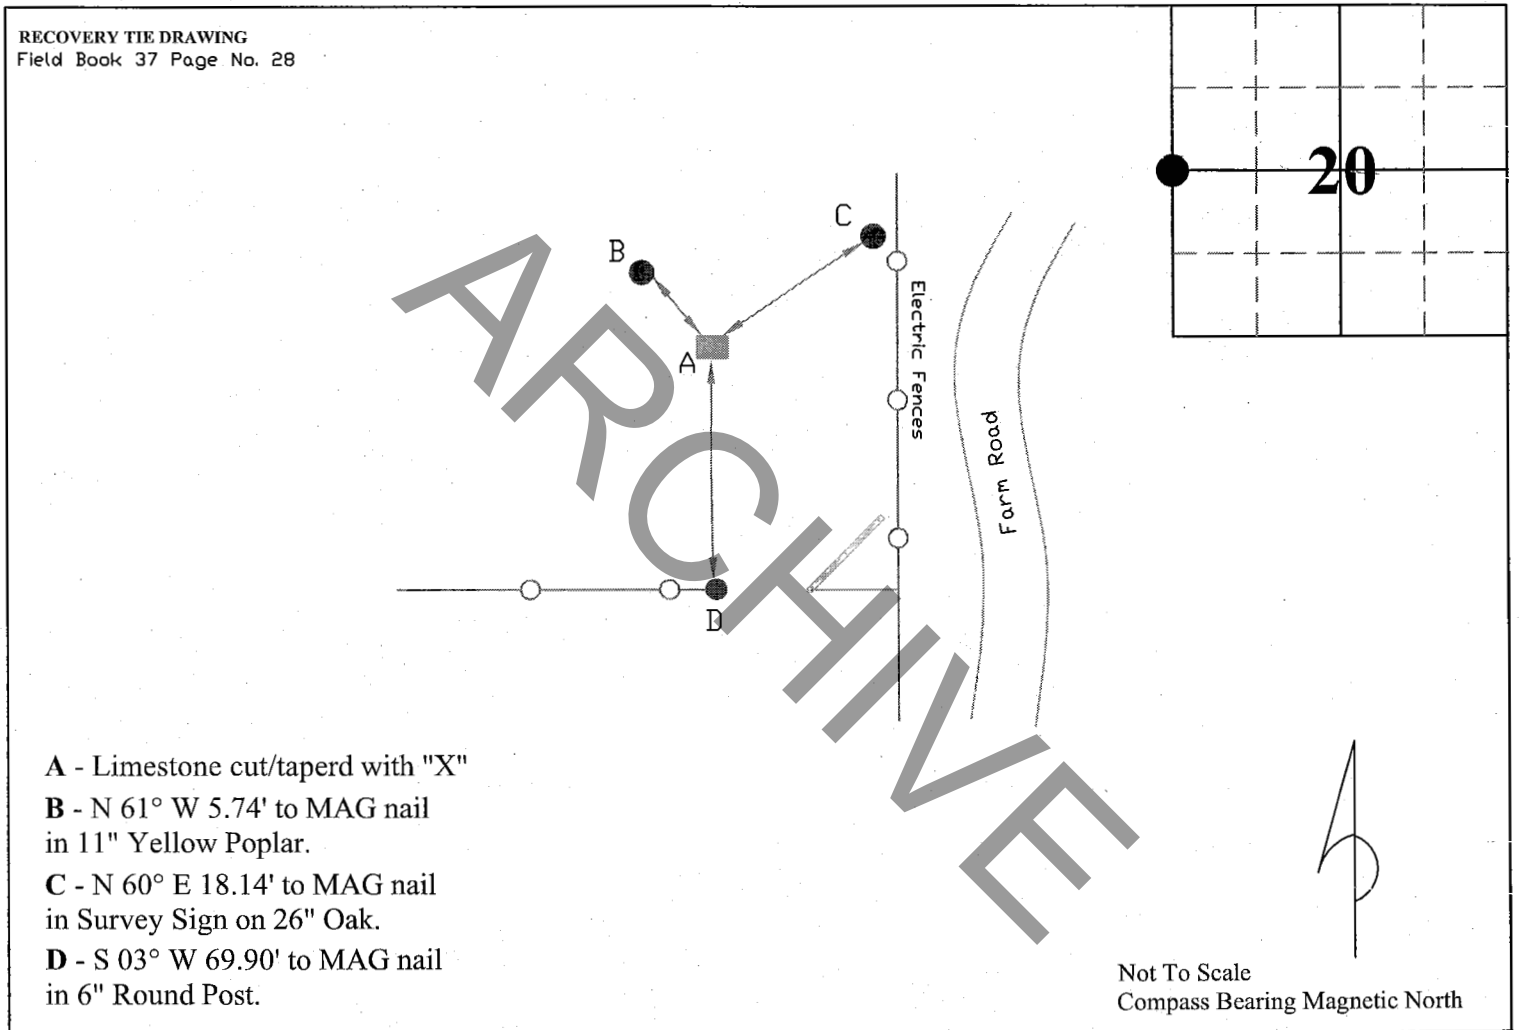 RECOVERY TIE DRAWING
Field Book 37 Page No. 28
20
C
B
A
Electric Fences
Farm Road
D
ARCHIVE
A - Limestone cut/taperd with "X"
B - N 61° W 5.74' to MAG nail
in 11" Yellow Poplar.
C - N 60° E 18.14' to MAG nail
in Survey Sign on 26" Oak.
D - S 03° W 69.90' to MAG nail
in 6" Round Post.
Not To Scale
Compass Bearing Magnetic North